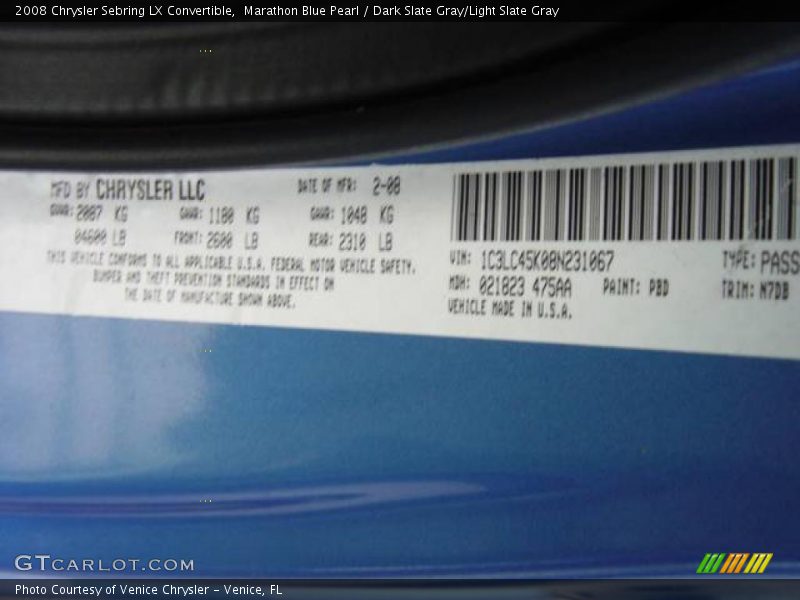 2008 Chrysler Sebring LX Convertible,  Marathon Blue Pearl / Dark Slate Gray/Light Slate Gray
MFD BY CHRYSLER LLC DATE OF MFR: 2-08
GVWR: 2087 KG GAWR: 1180 KG GAWR: 1048 KG
04600 LB FRONT: 2600 LB REAR: 2310 LB
THIS VEHICLE CONFORMS TO ALL APPLICABLE U.S.A. FEDERAL MOTOR VEHICLE SAFETY,
BUMPER AND THEFT PREVENTION STANDARDS IN EFFECT ON
THE DATE OF MANUFACTURE SHOWN ABOVE.
VIN: 1C3LC45K08N231067 TYPE: PASS
MDH: 021823 475AA PAINT: PBD TRIM: N7DB
VEHICLE MADE IN U.S.A.
GTCARLOT.COM
Photo Courtesy of Venice Chrysler - Venice, FL